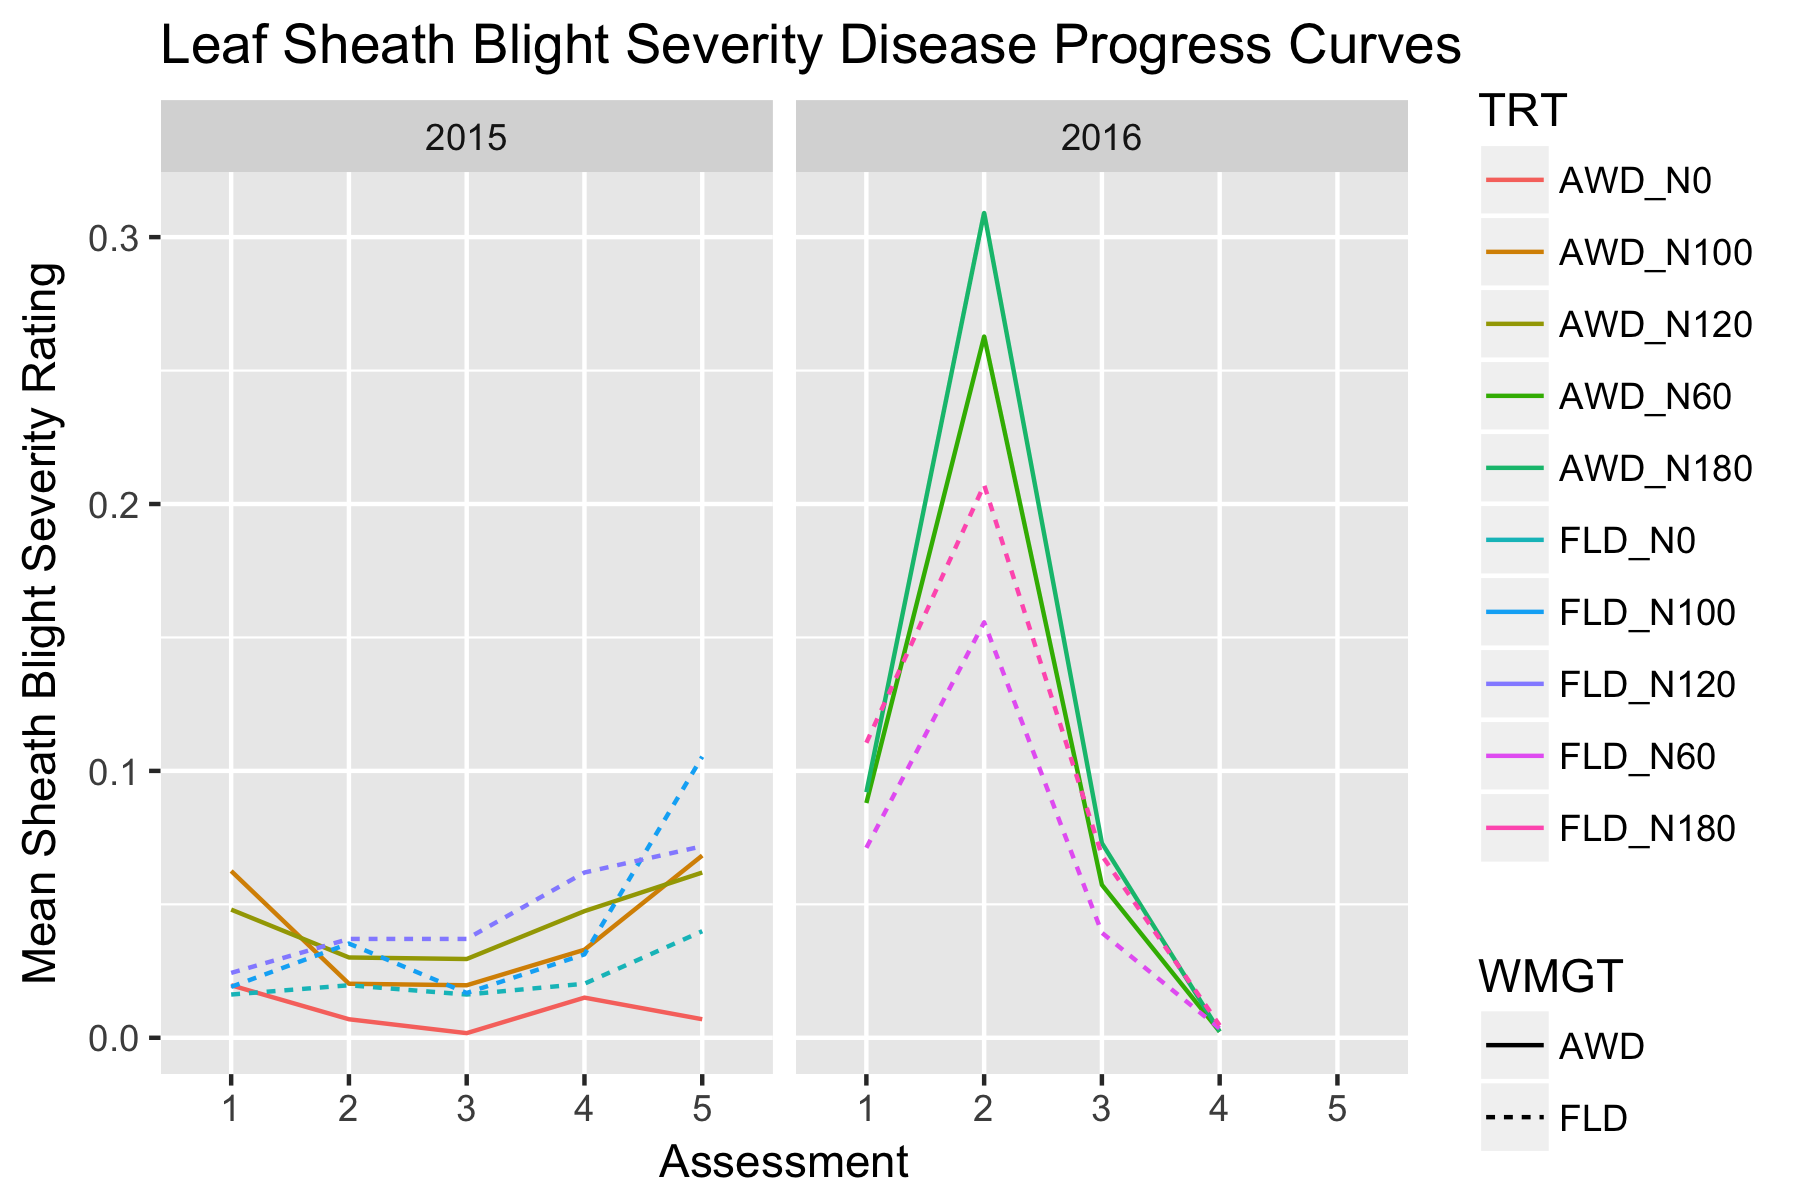 Leaf Sheath Blight Severity Disease Progress Curves
2015
2016
Mean Sheath Blight Severity Rating
0.3
0.2
0.1
0.0
1 2 3 4 5
1 2 3 4 5
Assessment
TRT
AWD_N0
AWD_N100
AWD_N120
AWD_N60
AWD_N180
FLD_N0
FLD_N100
FLD_N120
FLD_N60
FLD_N180
WMGT
AWD
FLD